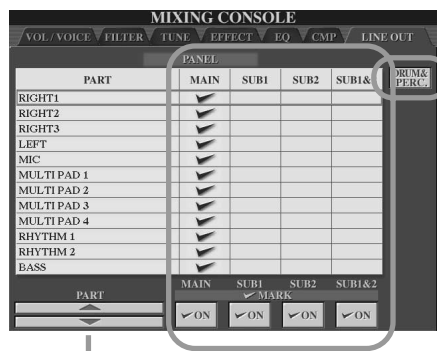 MIXING CONSOLE
VOL / VOICE FILTER TUNE EFFECT EQ CMP LINE OUT
PANEL
PART MAIN SUB1 SUB2 SUB1&
DRUM&
PERC.
RIGHT1
RIGHT2
RIGHT3
LEFT
MIC
MULTI PAD 1
MULTI PAD 2
MULTI PAD 3
MULTI PAD 4
RHYTHM 1
RHYTHM 2
BASS
MAIN SUB1 SUB2 SUB1&2
PART MARK
ON ON ON ON